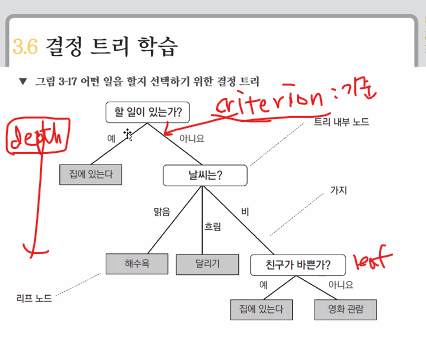 3.6 결정 트리 학습
▼ 그림 3-17 어떤 일을 할지 선택하기 위한 결정 트리
criterion : 기준
할 일이 있는가?
depth
트리 내부 노드
예
아니요
집에 있는다
날씨는?
가지
맑음
흐림
비
해수욕
달리기
친구가 바쁜가?
leaf
리프 노드
예
아니요
집에 있는다
영화 관람